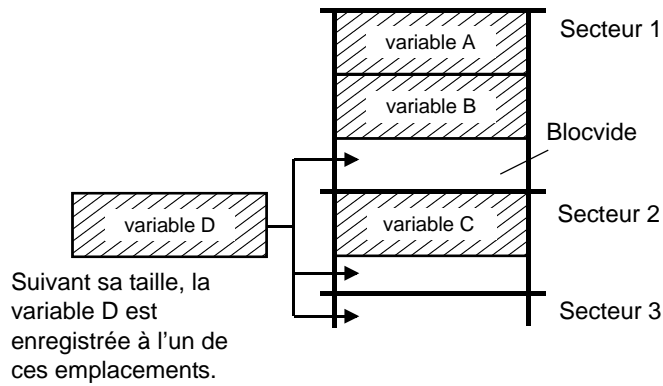 variable A
Secteur 1
variable B
Blocvide
variable D
variable C
Secteur 2
Suivant sa taille, la
variable D est
enregistrée à l'un de
ces emplacements.
Secteur 3